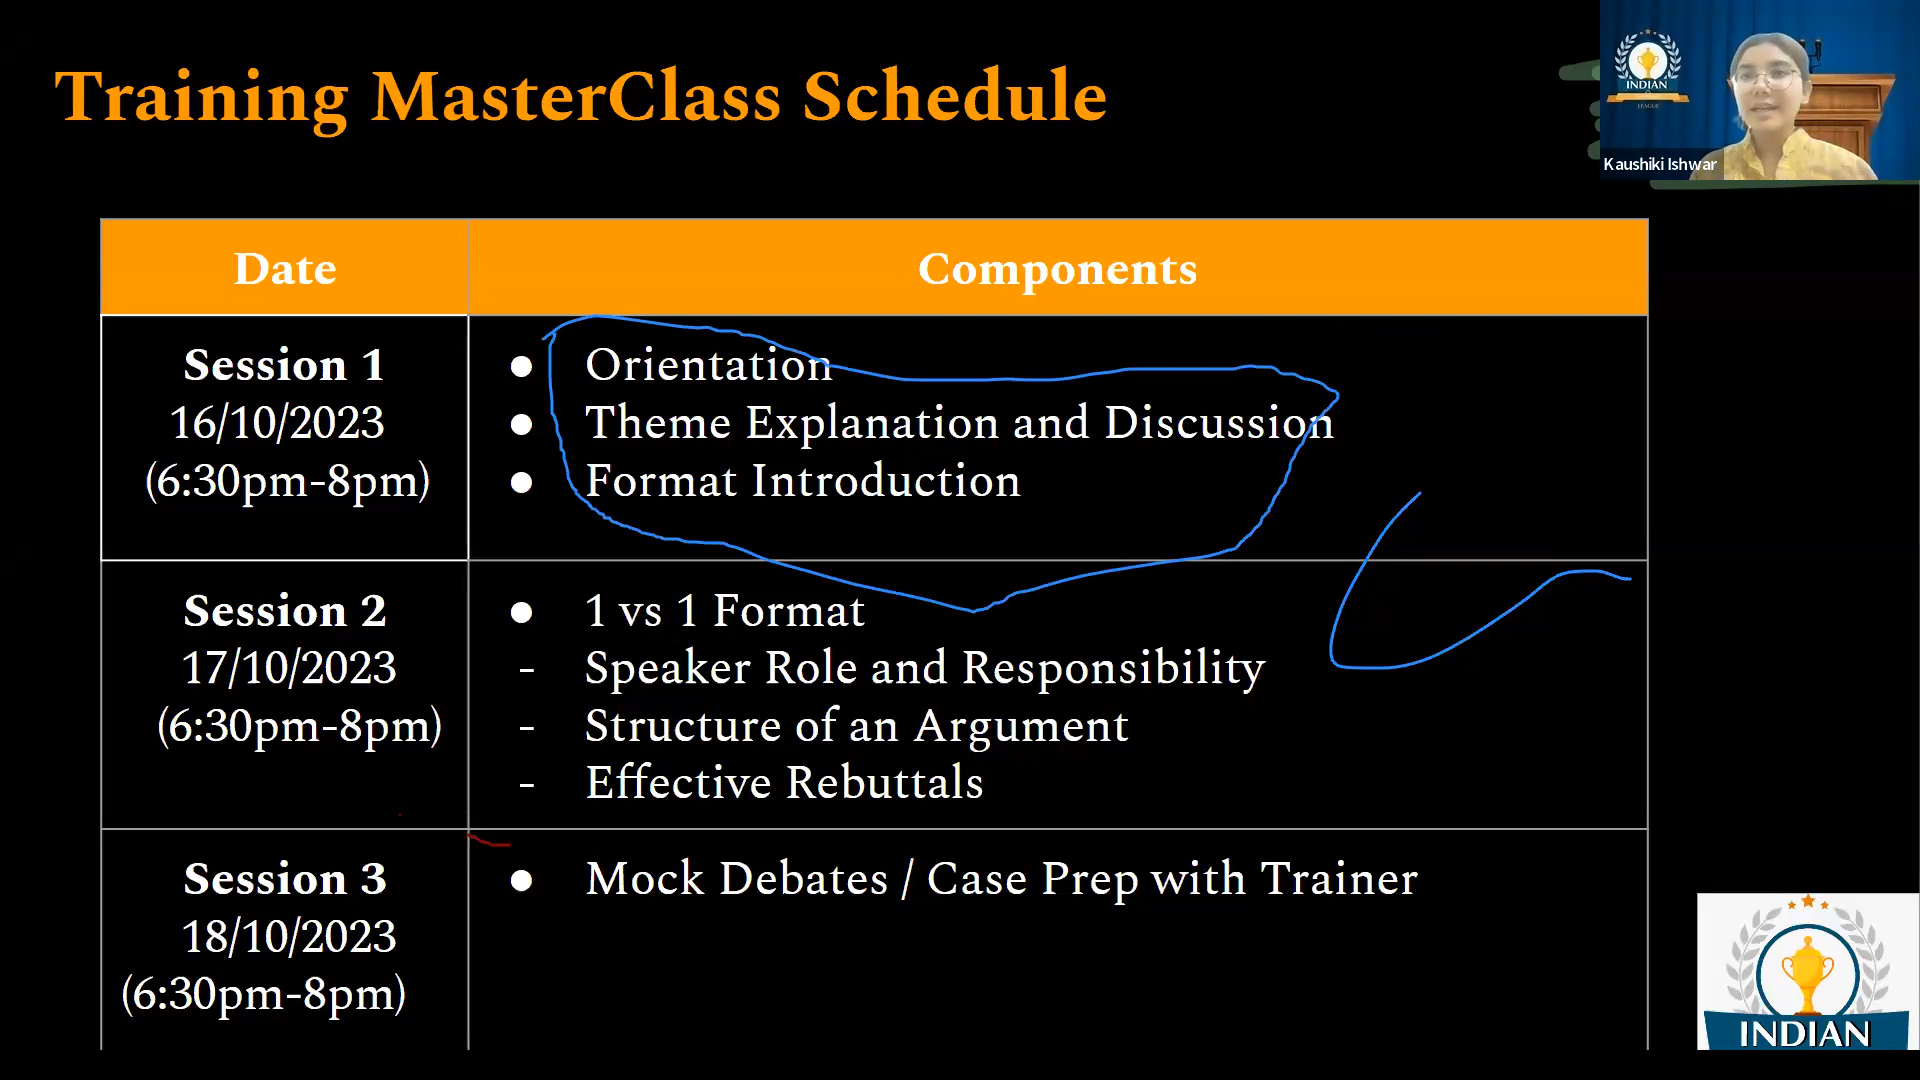 Training MasterClass Schedule
INDIAN
LEAGUE
Kaushiki Ishwar
Date
Components
Session 1
16/10/2023
(6:30pm-8pm)
● Orientation
● Theme Explanation and Discussion
● Format Introduction
Session 2
17/10/2023
(6:30pm-8pm)
● 1 vs 1 Format
- Speaker Role and Responsibility
- Structure of an Argument
- Effective Rebuttals
Session 3
18/10/2023
(6:30pm-8pm)
● Mock Debates / Case Prep with Trainer
INDIAN